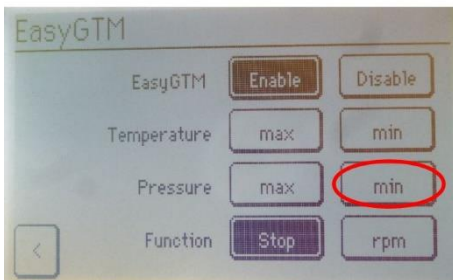 EasyGTM
EasyGTM Enable Disable
Temperature max min
Pressure max min
Function Stop rpm
<